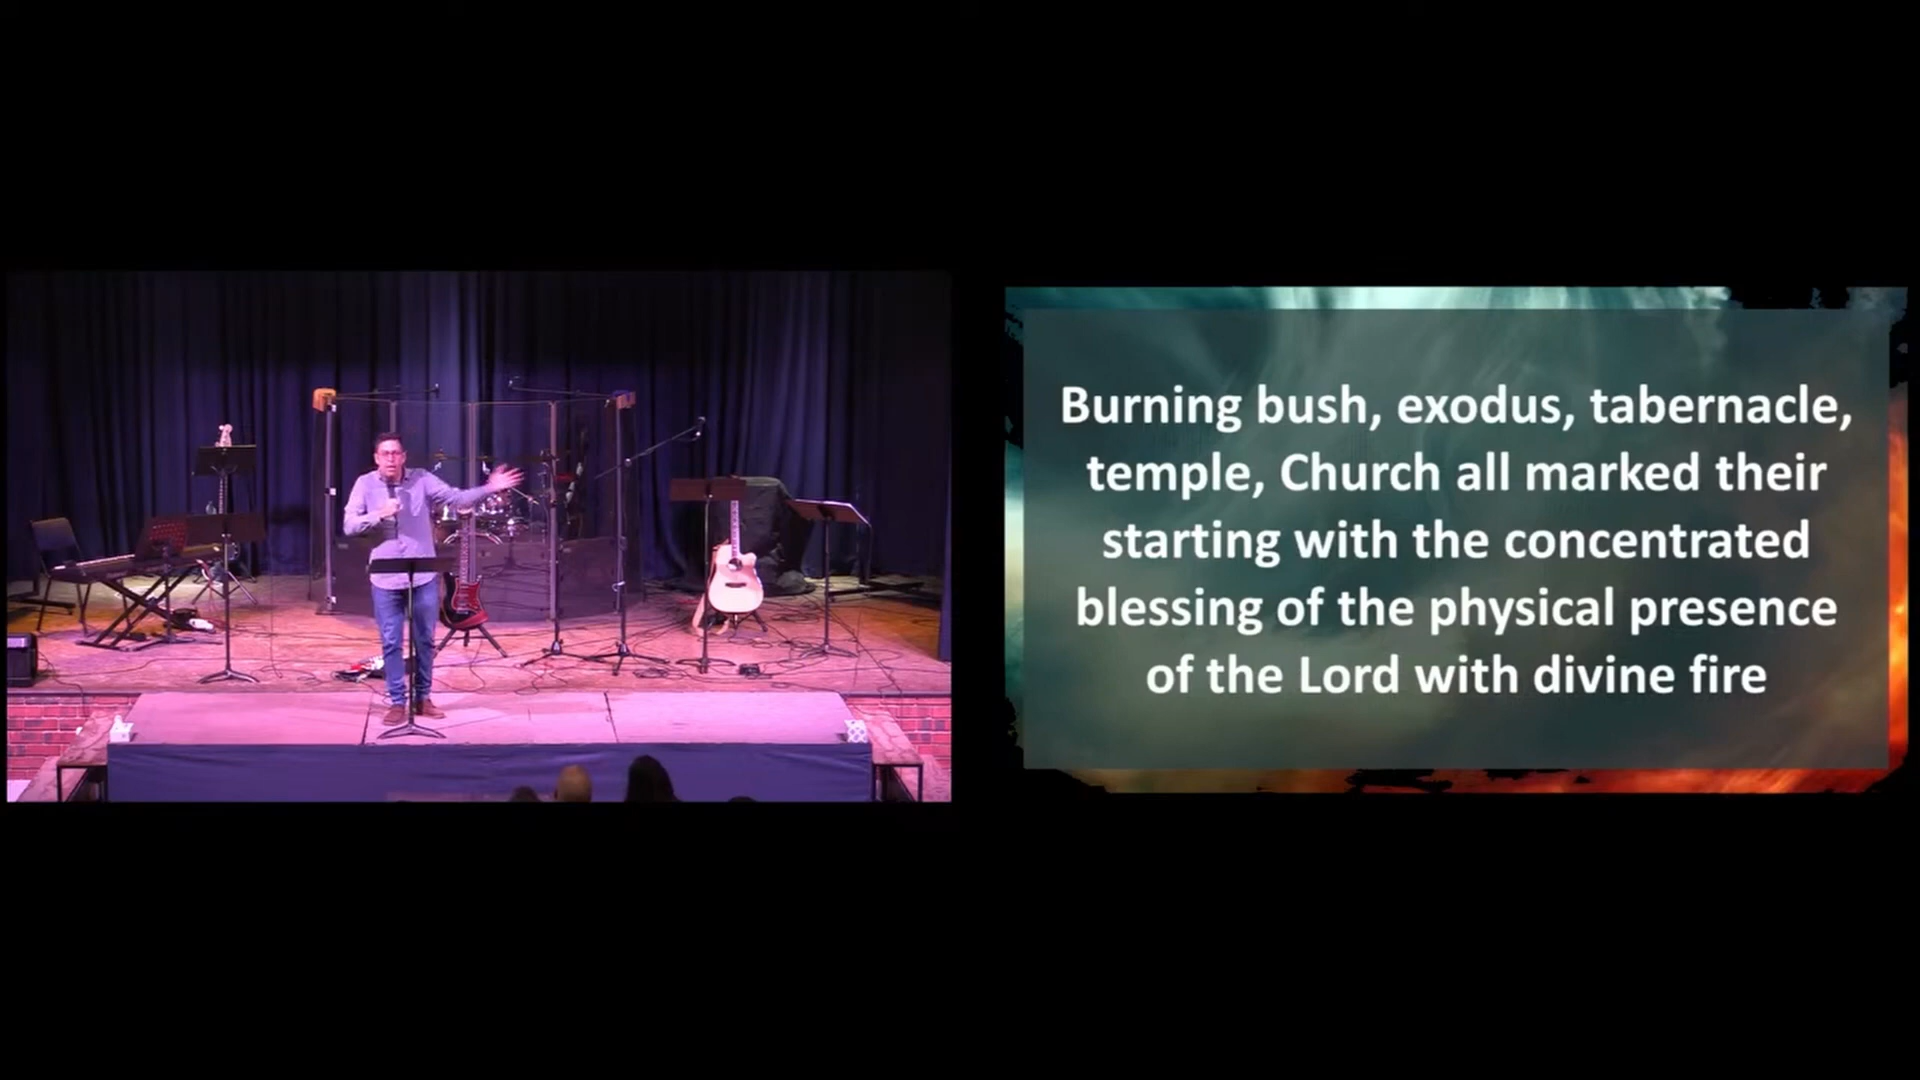 Burning bush, exodus, tabernacle,
temple, Church all marked their
starting with the concentrated
blessing of the physical presence
of the Lord with divine fire